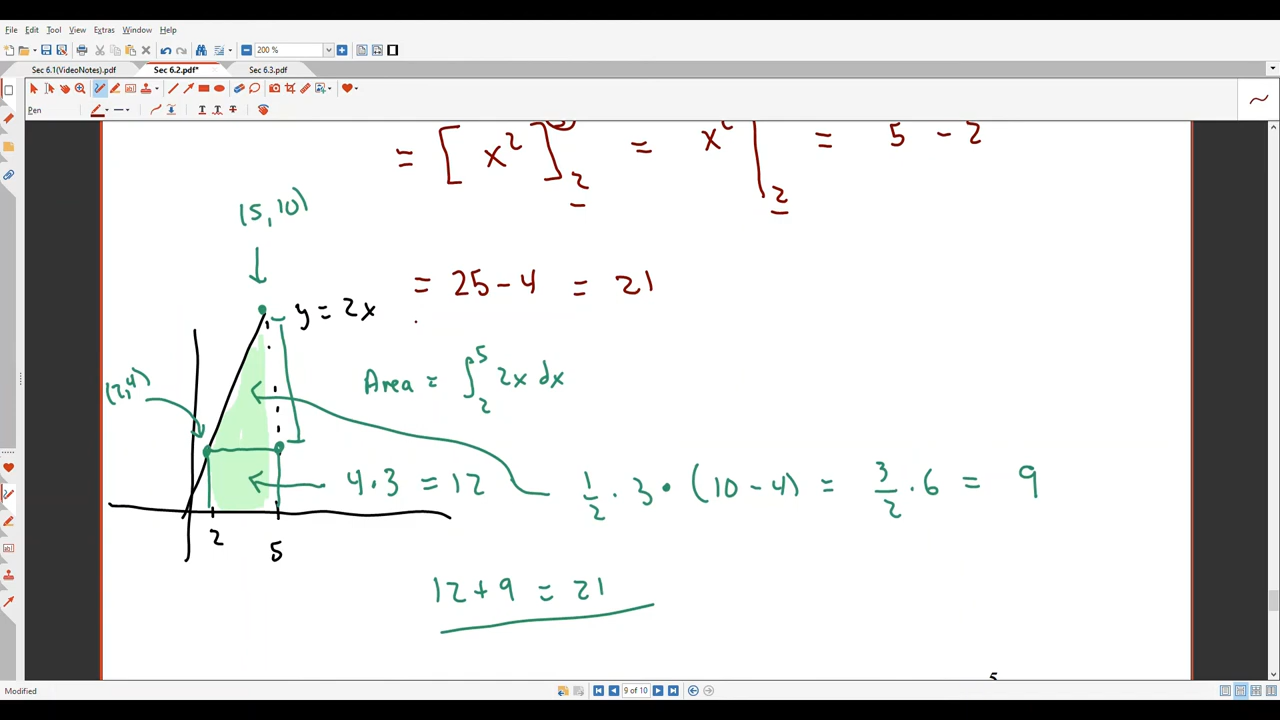 File Edit Tool View Extras Window Help
200 %
Sec 6.1(VideoNotes).pdf Sec 6.2.pdf* Sec 6.3.pdf
Pen
= [ x² ]₂ = x² |₂ = 5 - 2
(5,10)
= 25 - 4 = 21
y = 2x
(2,4)
Area = ∫₂⁵ 2x dx
4 • 3 = 12
1/2 • 3 • (10 - 4) = 3/2 • 6 = 9
2
5
12 + 9 = 21
5
Modified
9 of 10